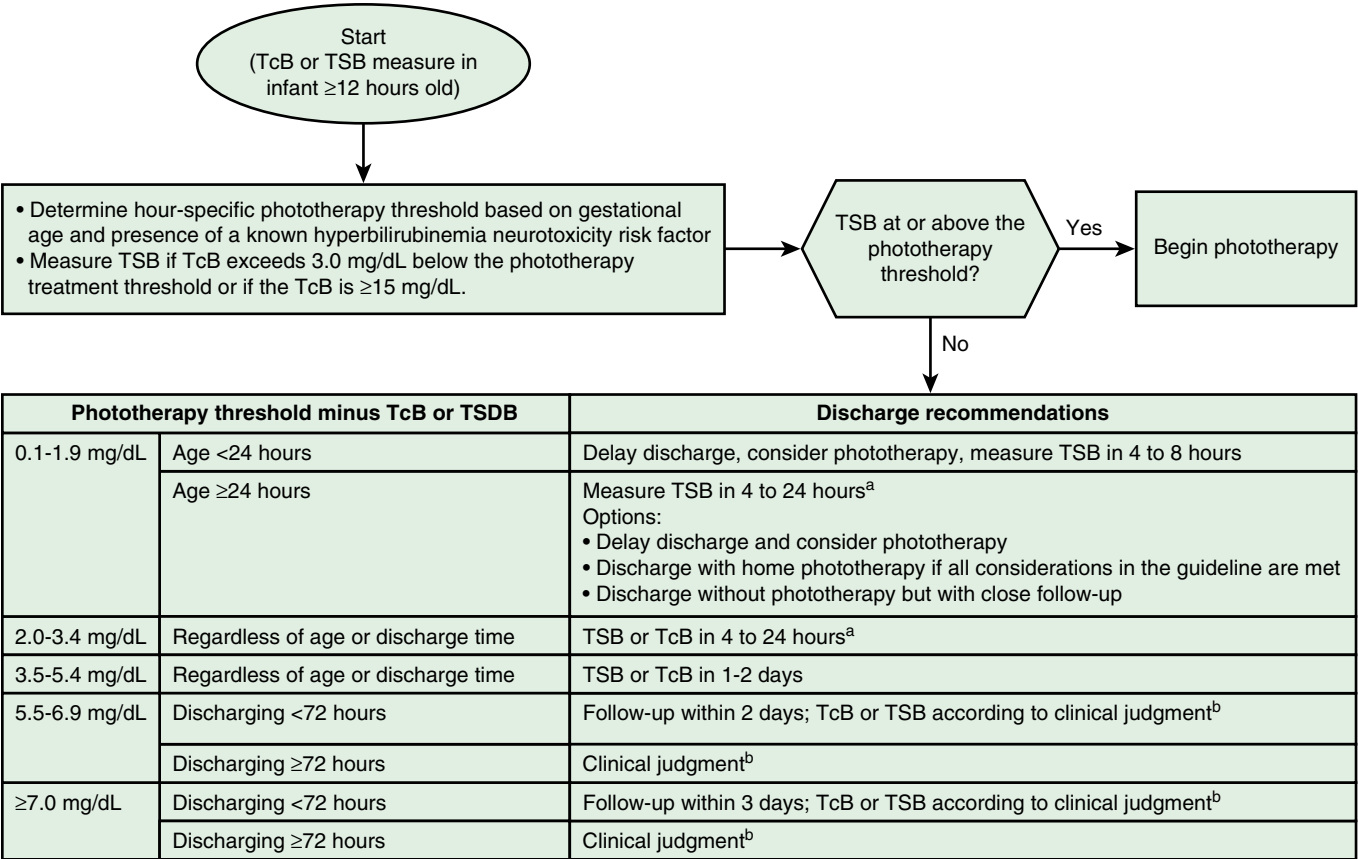 Start
(TcB or TSB measure in
infant ≥12 hours old)
• Determine hour-specific phototherapy threshold based on gestational
age and presence of a known hyperbilirubinemia neurotoxicity risk factor
• Measure TSB if TcB exceeds 3.0 mg/dL below the phototherapy
treatment threshold or if the TcB is ≥15 mg/dL.
TSB at or above the
phototherapy
threshold?
Yes
Begin phototherapy
No
Phototherapy threshold minus TcB or TSDB
Discharge recommendations
0.1-1.9 mg/dL
Age <24 hours
Delay discharge, consider phototherapy, measure TSB in 4 to 8 hours
Age ≥24 hours
Measure TSB in 4 to 24 hoursᵃ
Options:
• Delay discharge and consider phototherapy
• Discharge with home phototherapy if all considerations in the guideline are met
• Discharge without phototherapy but with close follow-up
2.0-3.4 mg/dL
Regardless of age or discharge time
TSB or TcB in 4 to 24 hoursᵃ
3.5-5.4 mg/dL
Regardless of age or discharge time
TSB or TcB in 1-2 days
5.5-6.9 mg/dL
Discharging <72 hours
Follow-up within 2 days; TcB or TSB according to clinical judgmentᵇ
Discharging ≥72 hours
Clinical judgmentᵇ
≥7.0 mg/dL
Discharging <72 hours
Follow-up within 3 days; TcB or TSB according to clinical judgmentᵇ
Discharging ≥72 hours
Clinical judgmentᵇ